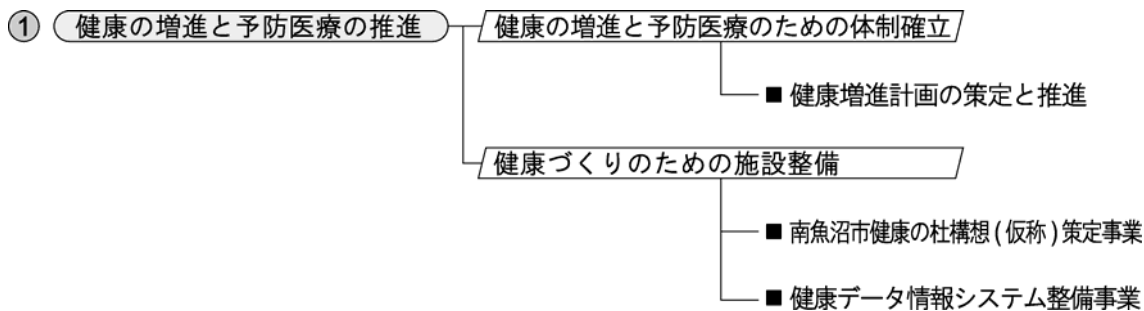 ① 健康の増進と予防医療の推進
健康の増進と予防医療のための体制確立
■ 健康増進計画の策定と推進
健康づくりのための施設整備
■ 南魚沼市健康の杜構想(仮称)策定事業
■ 健康データ情報システム整備事業